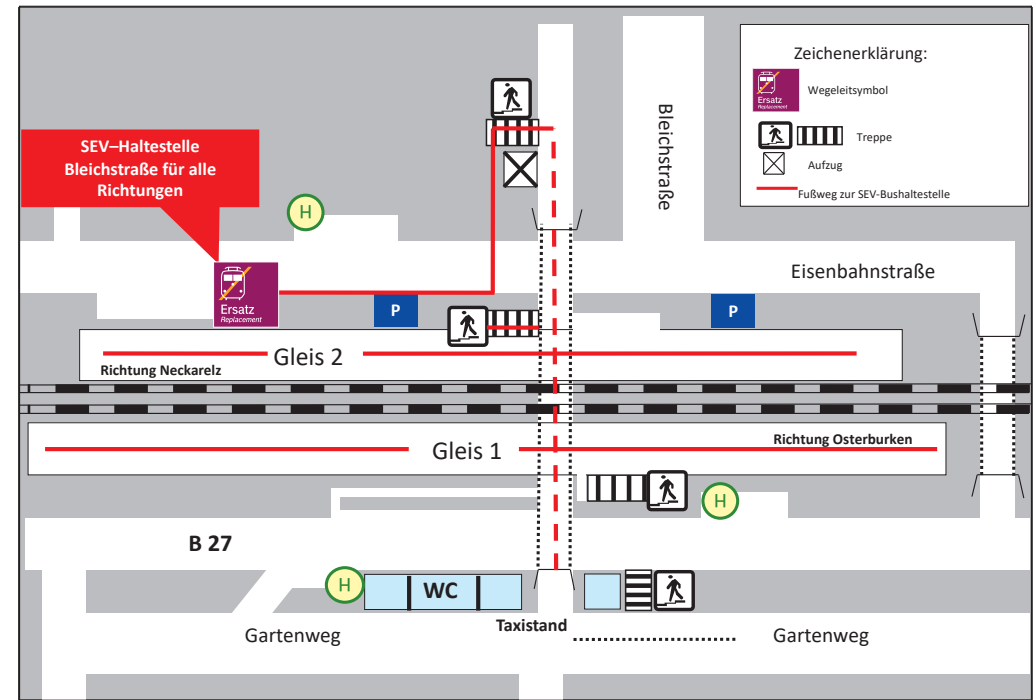 Zeichenerklärung:
Ersatz
Replacement
Wegeleitsymbol
Treppe
Aufzug
Fußweg zur SEV-Bushaltestelle
Bleichstraße
SEV–Haltestelle
Bleichstraße für alle
Richtungen
H
Eisenbahnstraße
Ersatz
Replacement
P
P
Gleis 2
Richtung Neckarelz
Richtung Osterburken
Gleis 1
H
B 27
H
WC
Taxistand
Gartenweg
Gartenweg